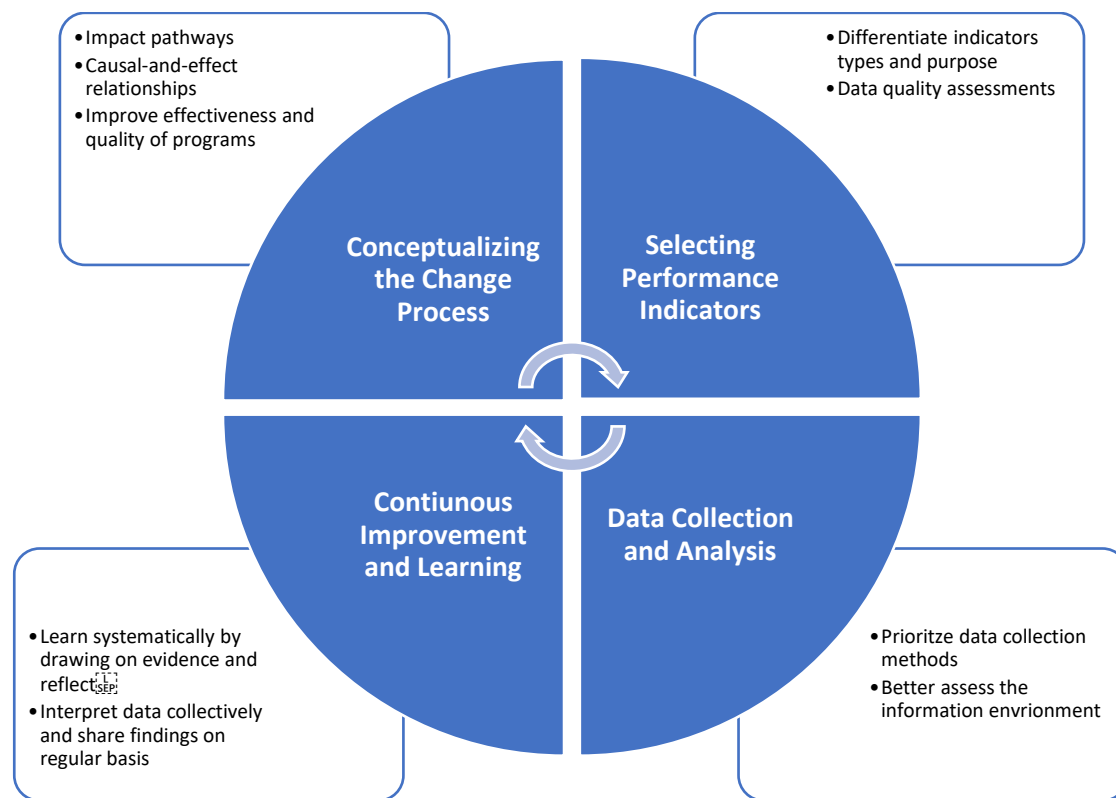 •Impact pathways
•Causal-and-effect
relationships
•Improve effectiveness and
quality of programs
•Differentiate indicators
types and purpose
•Data quality assessments
Conceptualizing
the Change
Process
Selecting
Performance
Indicators
Contiunous
Improvement
and Learning
Data Collection
and Analysis
•Learn systematically by
drawing on evidence and
reflect L SEP
•Interpret data collectively
and share findings on
regular basis
•Prioritze data collection
methods
•Better assess the
information envrionment